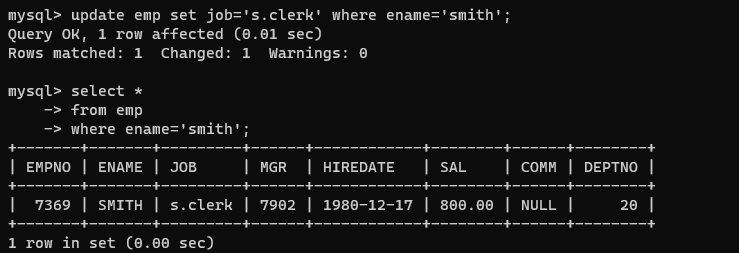 mysql> update emp set job='s.clerk' where ename='smith';
Query OK, 1 row affected (0.01 sec)
Rows matched: 1  Changed: 1  Warnings: 0

mysql> select *
    -> from emp
    -> where ename='smith';
+-------+-------+---------+------+------------+--------+------+--------+
| EMPNO | ENAME | JOB     | MGR  | HIREDATE   | SAL    | COMM | DEPTNO |
+-------+-------+---------+------+------------+--------+------+--------+
|  7369 | SMITH | s.clerk | 7902 | 1980-12-17 | 800.00 | NULL |     20 |
+-------+-------+---------+------+------------+--------+------+--------+
1 row in set (0.00 sec)